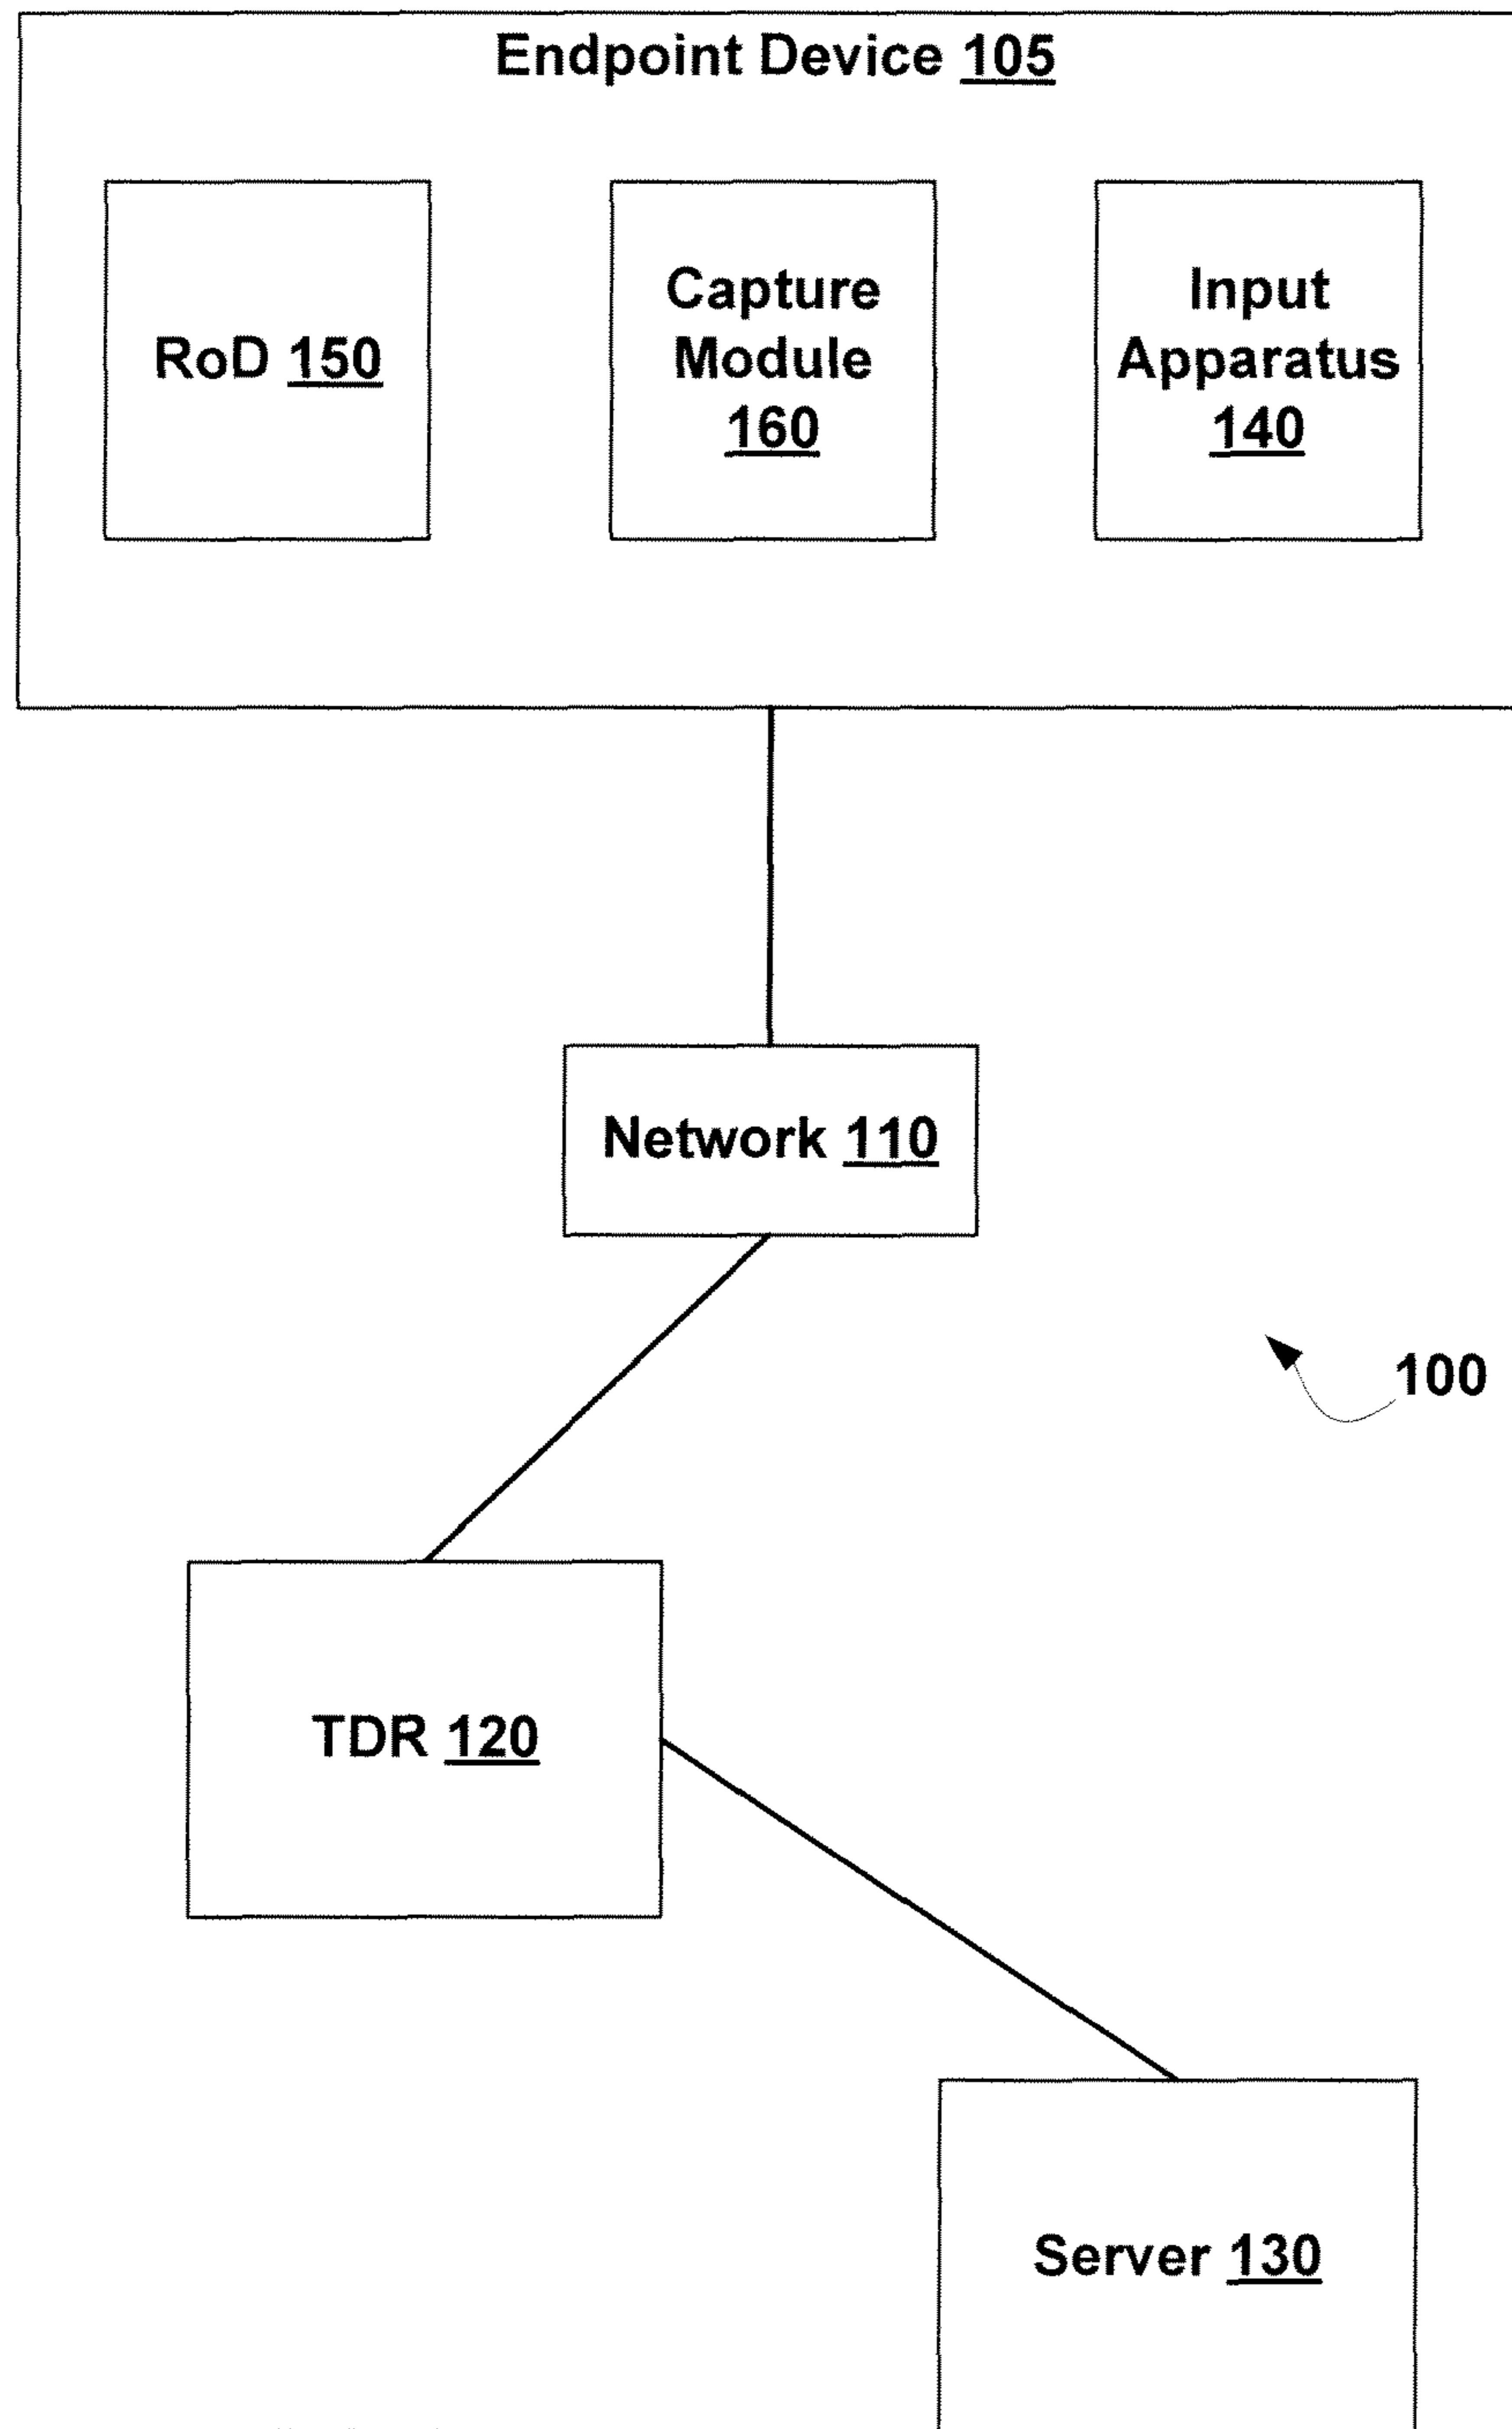 Endpoint Device 105
RoD 150
Capture
Module
160
Input
Apparatus
140
Network 110
100
TDR 120
Server 130